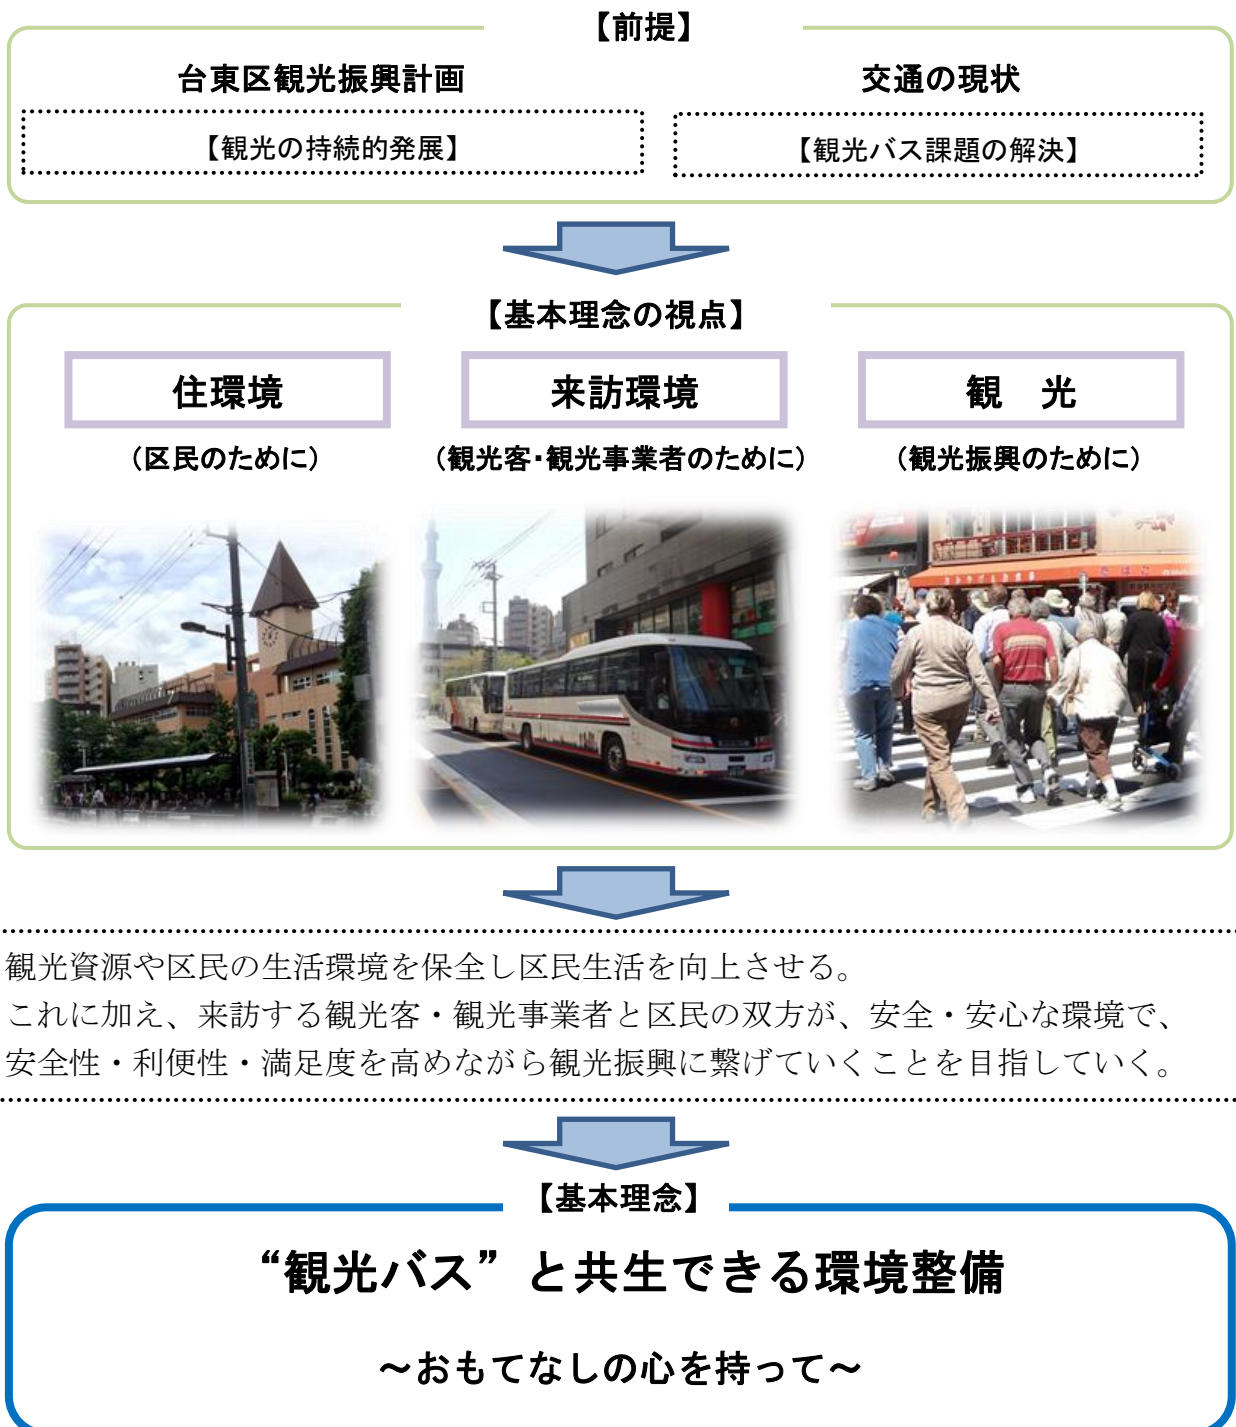 【前提】
台東区観光振興計画
交通の現状
【観光の持続的発展】
【観光バス課題の解決】
【基本理念の視点】
住環境
来訪環境
観　光
（区民のために）
（観光客・観光事業者のために）
（観光振興のために）
観光資源や区民の生活環境を保全し区民生活を向上させる。
これに加え、来訪する観光客・観光事業者と区民の双方が、安全・安心な環境で、
安全性・利便性・満足度を高めながら観光振興に繋げていくことを目指していく。
【基本理念】
“観光バス”と共生できる環境整備
～おもてなしの心を持って～